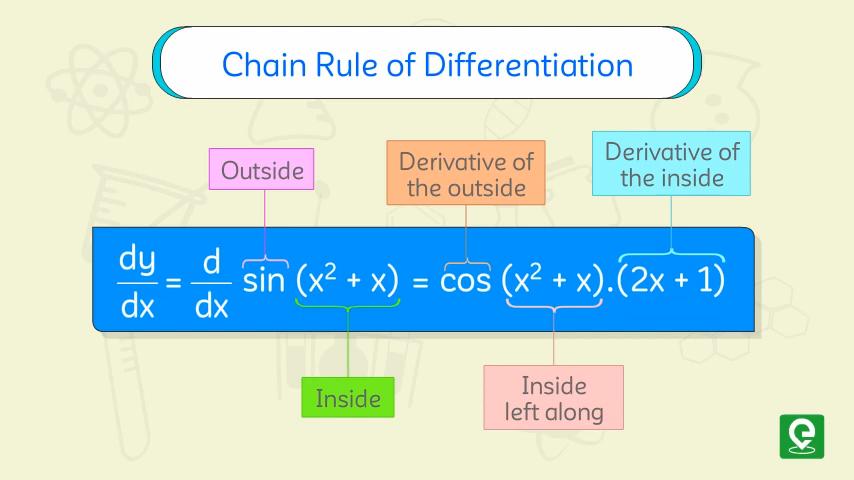 Chain Rule of Differentiation
Outside
Derivative of
the outside
Derivative of
the inside
dy/dx = d/dx sin (x² + x) = cos (x² + x).(2x + 1)
Inside
Inside
left along